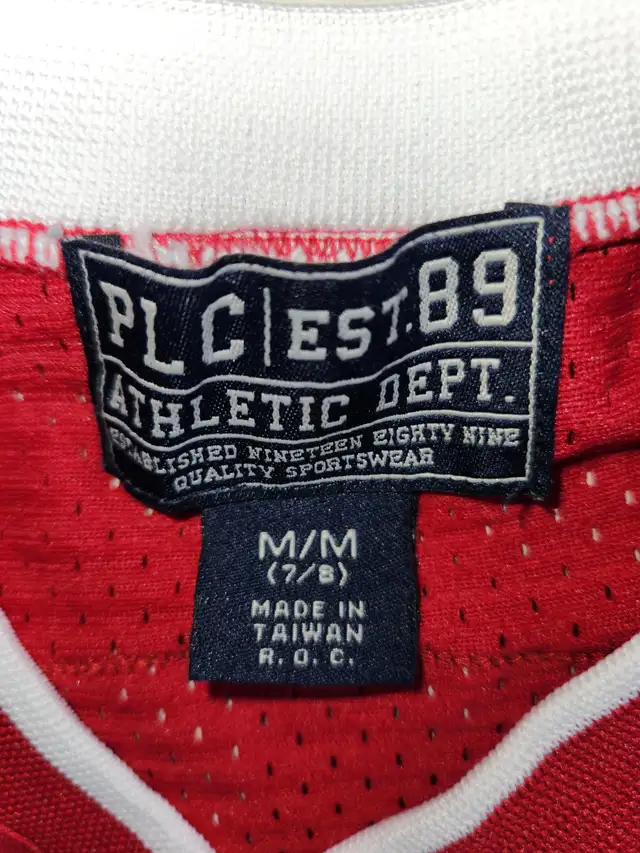 PLC | EST. 89
ATHLETIC DEPT.
ESTABLISHED NINETEEN EIGHTY NINE
QUALITY SPORTSWEAR
M/M
(7/8)
MADE IN
TAIWAN
R.O.C.